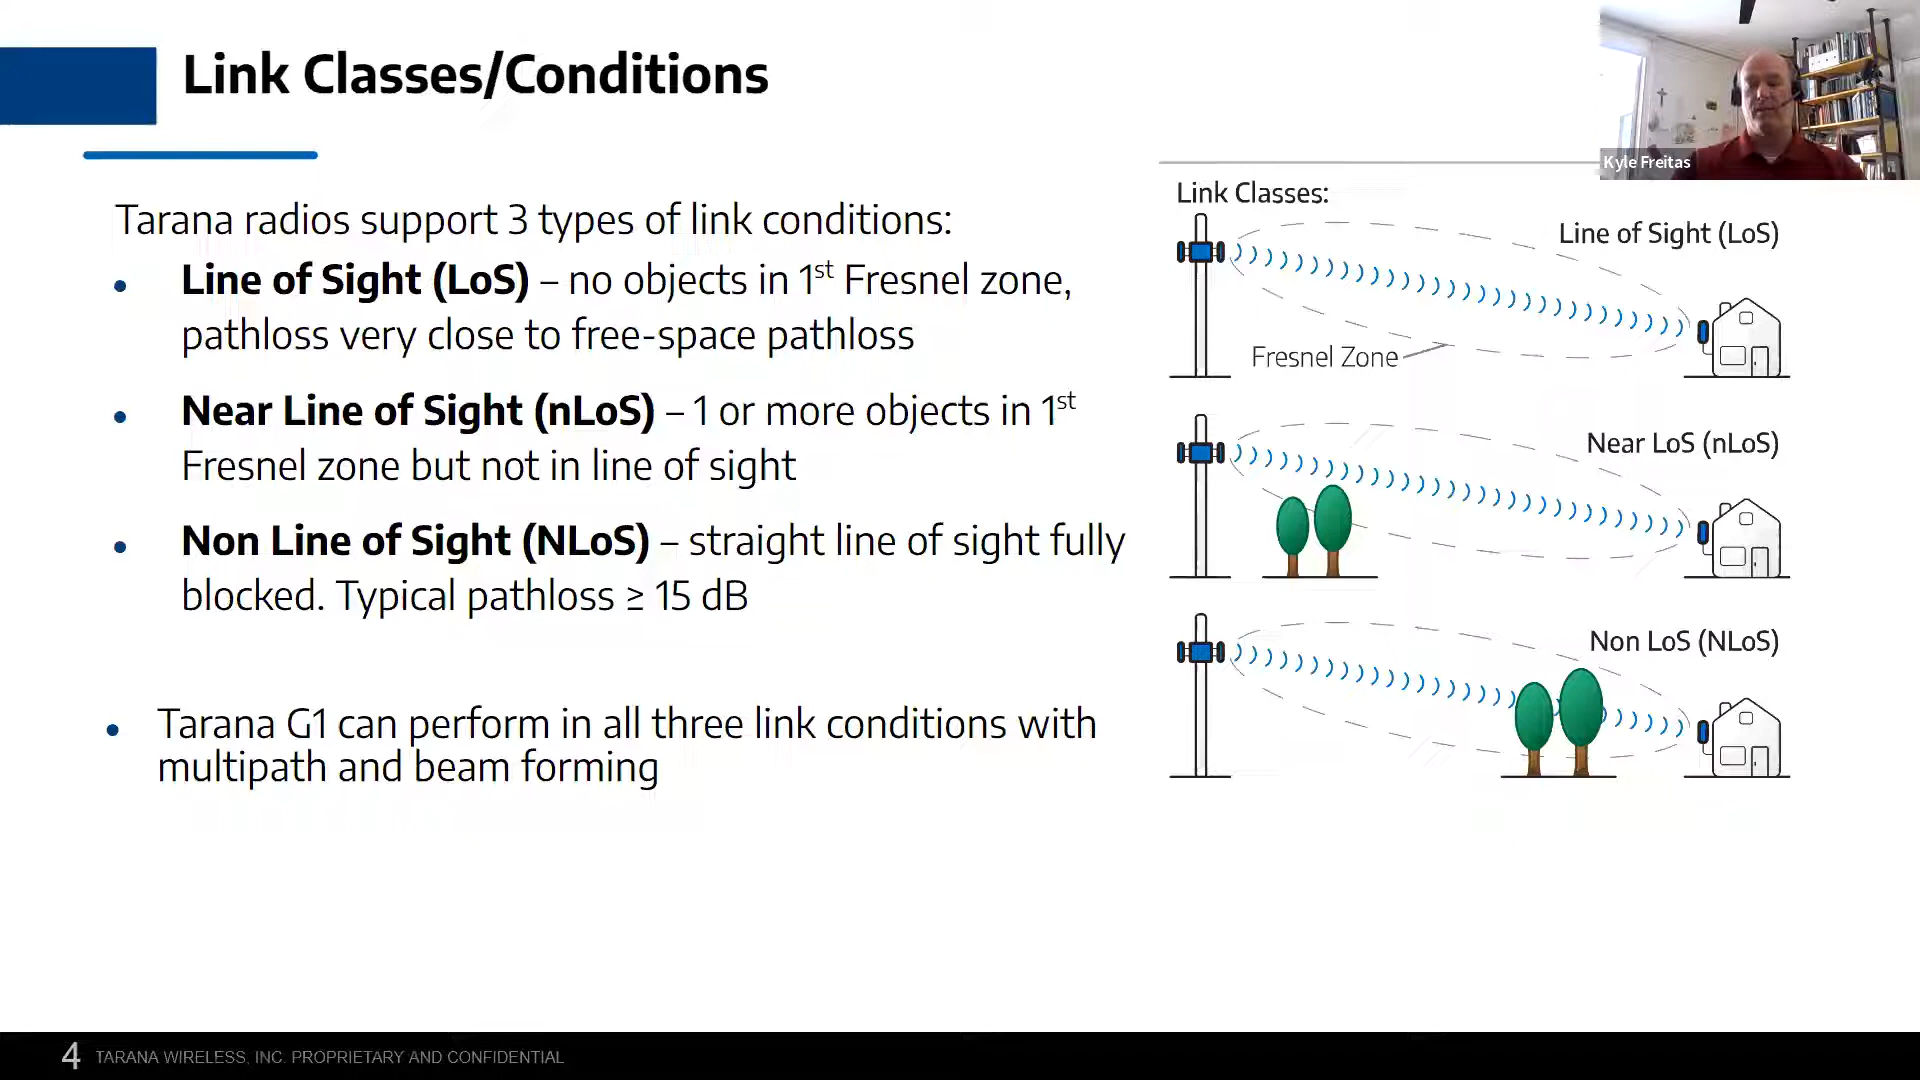 Link Classes/Conditions
Kyle Freitas
Tarana radios support 3 types of link conditions:
• Line of Sight (LoS) – no objects in 1st Fresnel zone,
pathloss very close to free-space pathloss
• Near Line of Sight (nLoS) – 1 or more objects in 1st
Fresnel zone but not in line of sight
• Non Line of Sight (NLoS) – straight line of sight fully
blocked. Typical pathloss ≥ 15 dB
• Tarana G1 can perform in all three link conditions with
multipath and beam forming
Link Classes:
Line of Sight (LoS)
Fresnel Zone
Near LoS (nLoS)
Non LoS (NLoS)
4 TARANA WIRELESS, INC. PROPRIETARY AND CONFIDENTIAL